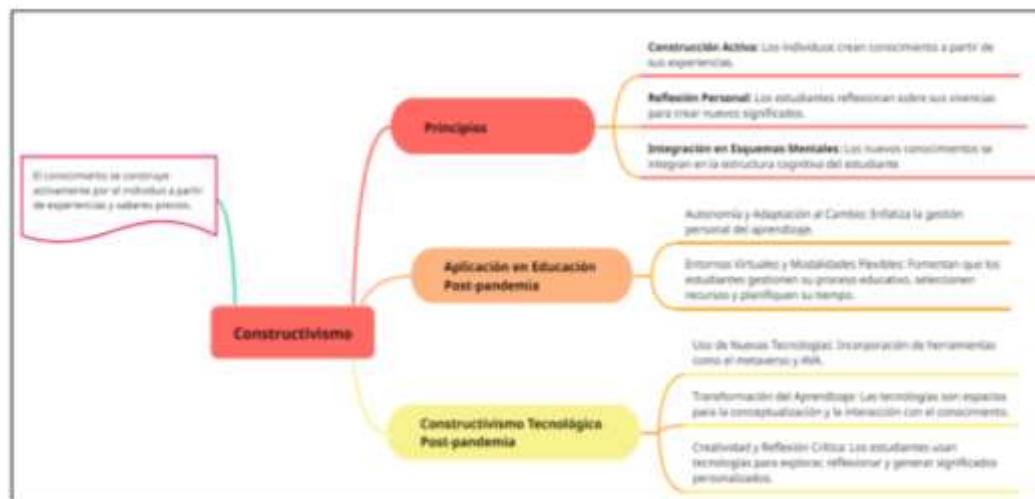 Construcción Activa: Los individuos crean conocimiento a partir de
sus experiencias.
Principios
Reflexión Personal: Los estudiantes reflexionan sobre sus vivencias
para crear nuevos significados.
Integración en Esquemas Mentales: Los nuevos conocimientos se
integran en la estructura cognitiva del estudiante
El conocimiento se construye
activamente por el individuo a partir
de experiencias y saberes previos.
Autonomía y Adaptación al Cambio: Enfatiza la gestión
personal del aprendizaje.
Aplicación en Educación
Post-pandemia
Entornos Virtuales y Modalidades Flexibles: Fomentan que los
estudiantes gestionen su proceso educativo, seleccionen
recursos y planifiquen su tiempo.
Constructivismo
Uso de Nuevas Tecnologías: Incorporación de herramientas
como el metaverso y AVA.
Constructivismo Tecnológico
Post-pandemia
Transformación del Aprendizaje: Las tecnologías son espacios
para la conceptualización y la interacción con el conocimiento.
Creatividad y Reflexión Crítica: Los estudiantes usan
tecnologías para explorar, reflexionar y generar significados
personalizados.